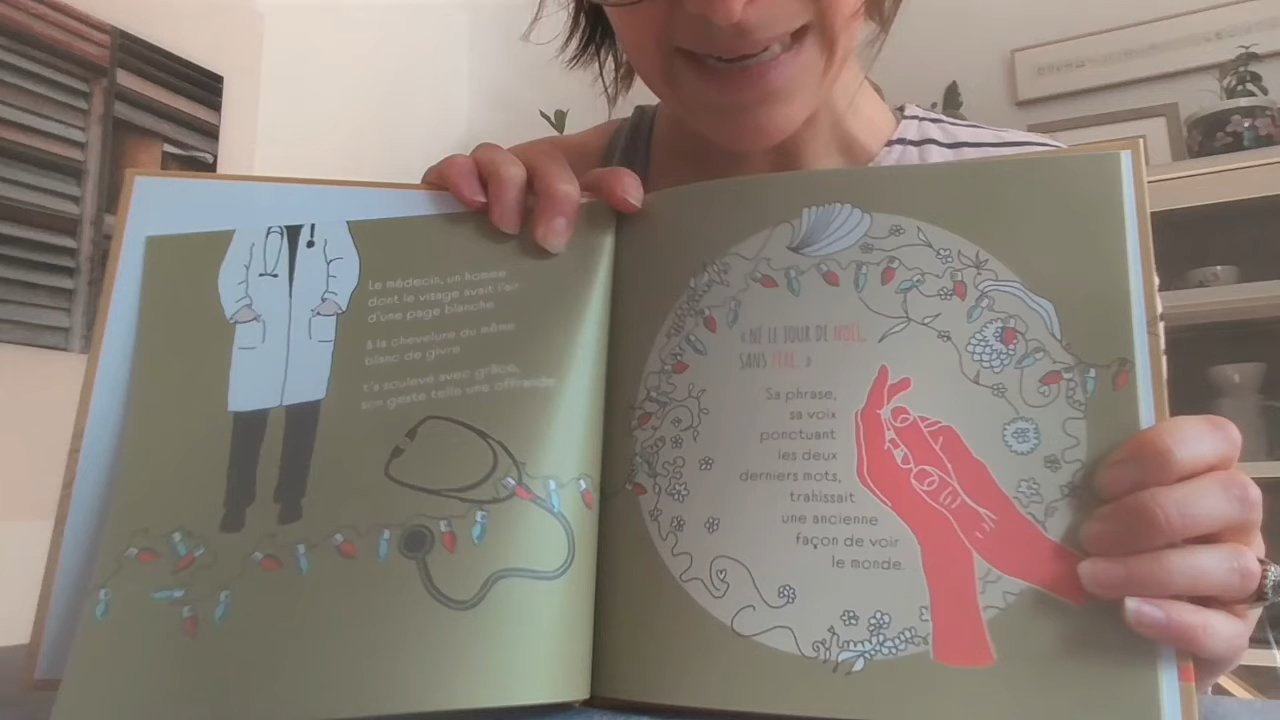 Le médecin, un homme
dont le visage avait l'air
d'une page blanche
à la chevelure du même
blanc de givre
t'a soulevé avec grâce,
son geste telle une offrande.
« NÉ LE JOUR DE NOËL.
SANS PÈRE. »
Sa phrase,
sa voix
ponctuant
les deux
derniers mots,
trahissait
une ancienne
façon de voir
le monde.